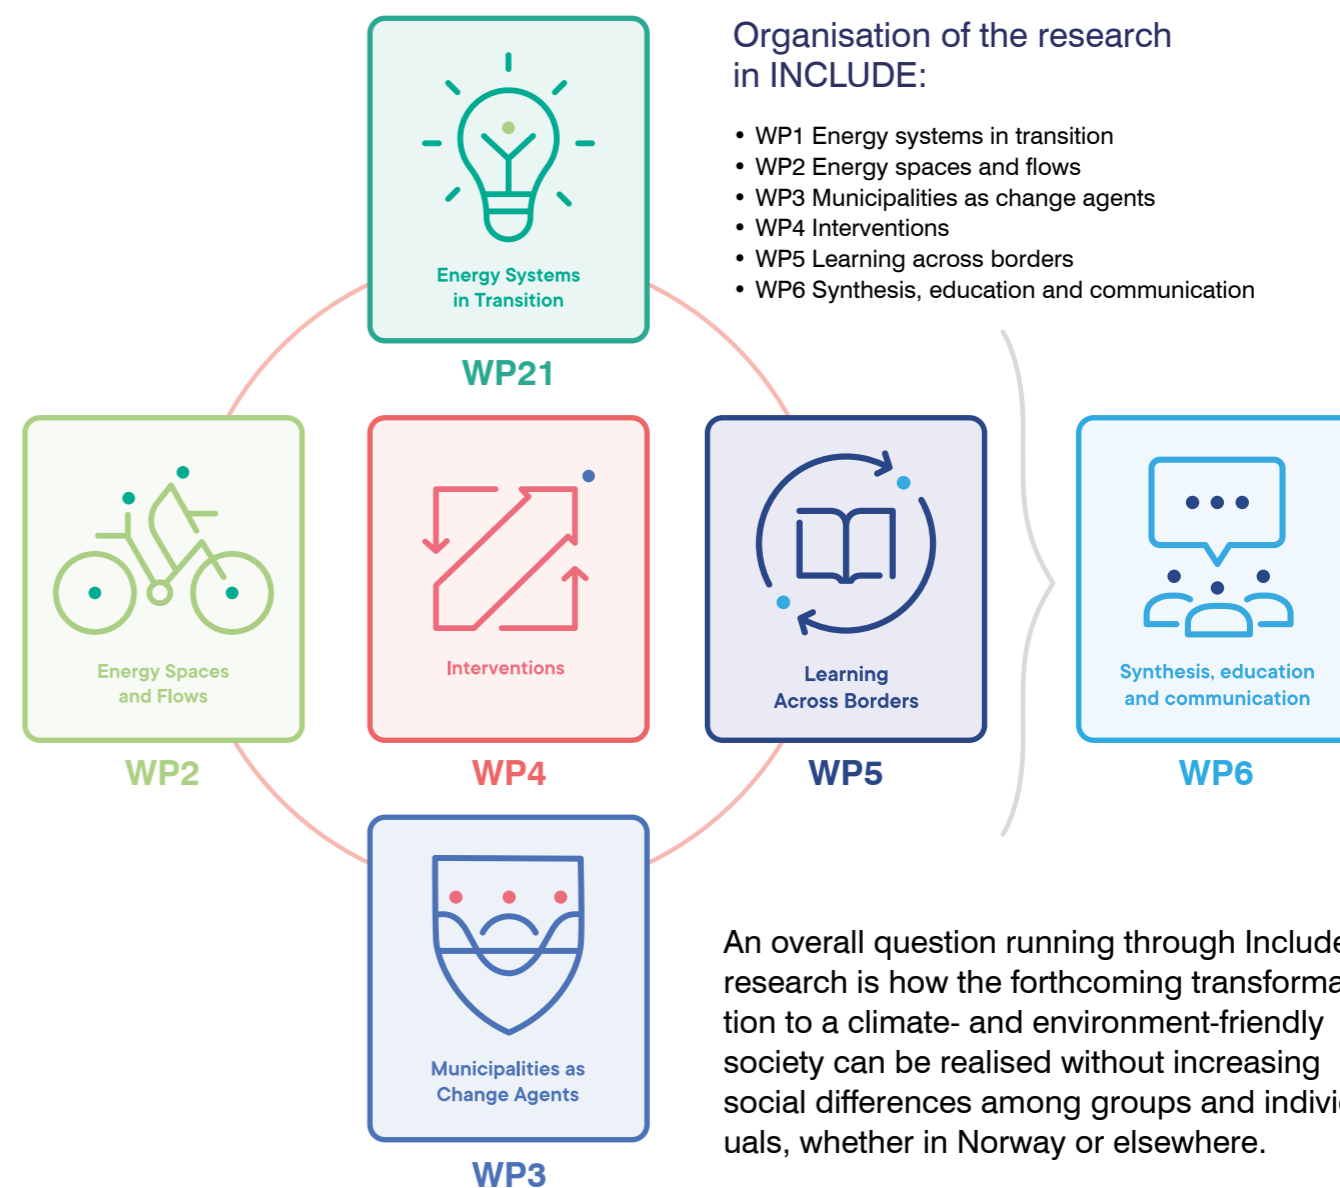 Organisation of the research
in INCLUDE:
• WP1 Energy systems in transition
• WP2 Energy spaces and flows
• WP3 Municipalities as change agents
• WP4 Interventions
• WP5 Learning across borders
• WP6 Synthesis, education and communication
Energy Systems
in Transition
WP21
Energy Spaces
and Flows
WP2
Interventions
WP4
Learning
Across Borders
WP5
Synthesis, education
and communication
WP6
Municipalities as
Change Agents
WP3
An overall question running through Include
research is how the forthcoming transforma
tion to a climate- and environment-friendly
society can be realised without increasing
social differences among groups and indivi
uals, whether in Norway or elsewhere.